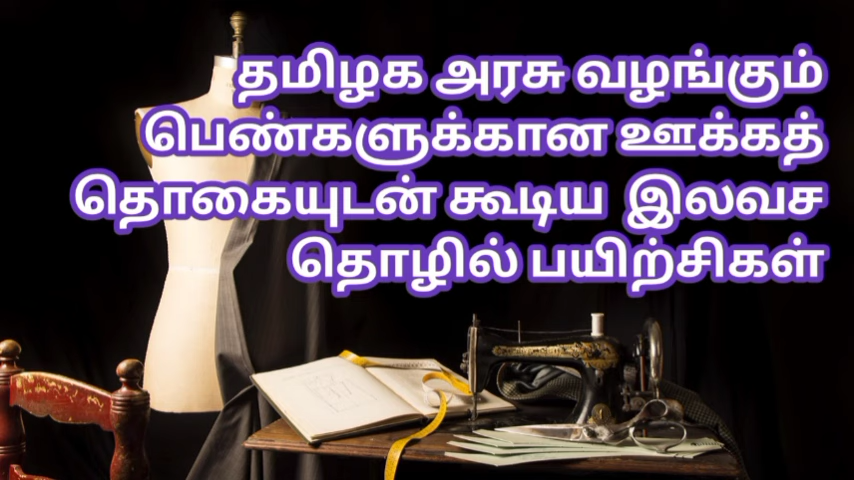 தமிழக அரசு வழங்கும்
பெண்களுக்கான ஊக்கத்
தொகையுடன் கூடிய இலவச
தொழில் பயிற்சிகள்